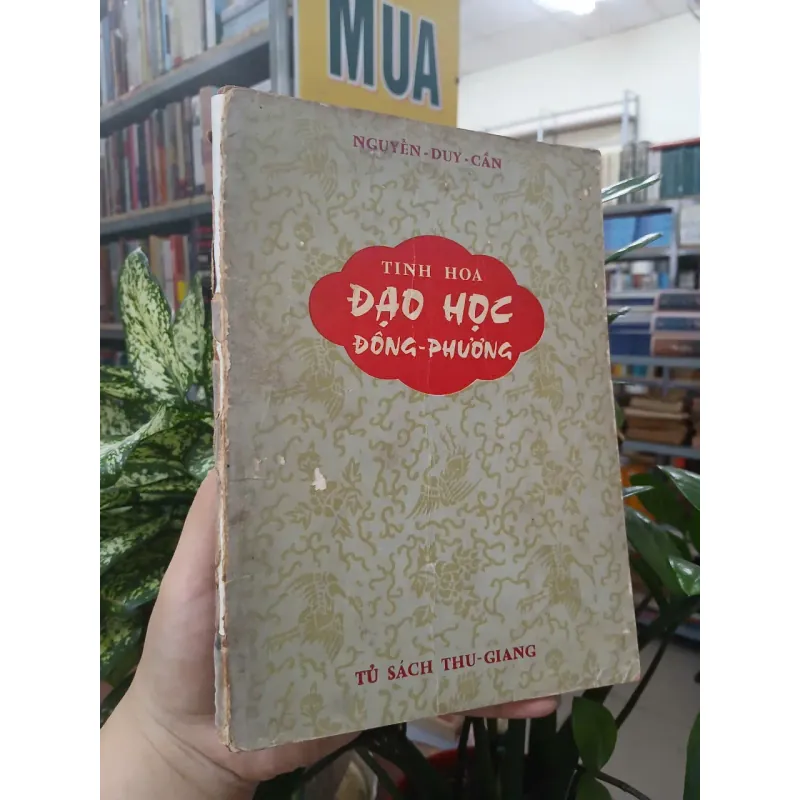 MUA
NGUYỄN-DUY-CẦN
TINH HOA
ĐẠO HỌC
ĐÔNG-PHƯƠNG
TỦ SÁCH THU-GIANG